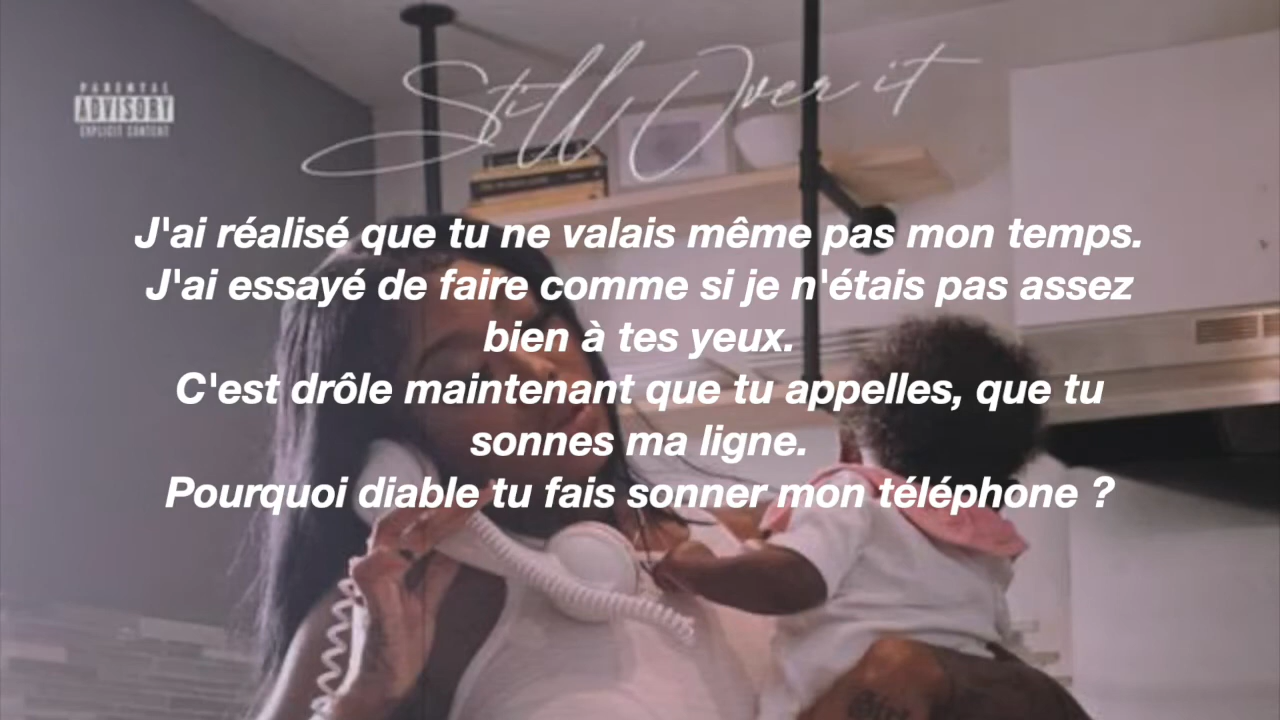 Still Over it
PARENTAL
ADVISORY
EXPLICIT CONTENT
J'ai réalisé que tu ne valais même pas mon temps.
J'ai essayé de faire comme si je n'étais pas assez
bien à tes yeux.
C'est drôle maintenant que tu appelles, que tu
sonnes ma ligne.
Pourquoi diable tu fais sonner mon téléphone ?